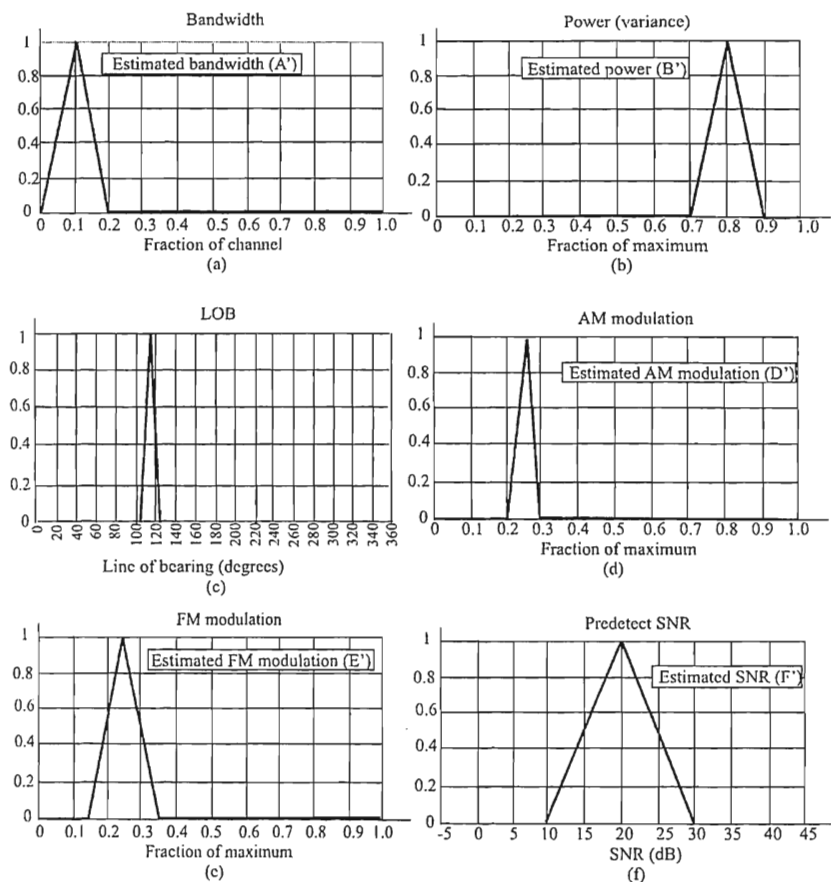 Bandwidth
1
Estimated bandwidth (A')
0.8
0.6
0.4
0.2
0
0 0.1 0.2 0.3 0.4 0.5 0.6 0.7 0.8 0.9 1.0
Fraction of channel
(a)
Power (variance)
1
Estimated power (B')
0.8
0.6
0.4
0.2
0
0 0.1 0.2 0.3 0.4 0.5 0.6 0.7 0.8 0.9 1.0
Fraction of maximum
(b)
LOB
1
0.8
0.6
0.4
0.2
0
0 20 40 60 80 100 120 140 160 180 200 220 240 260 280 300 320 340 360
Line of bearing (degrees)
(c)
AM modulation
1
Estimated AM modulation (D')
0.8
0.6
0.4
0.2
0
0 0.1 0.2 0.3 0.4 0.5 0.6 0.7 0.8 0.9 1.0
Fraction of maximum
(d)
FM modulation
1
Estimated FM modulation (E')
0.8
0.6
0.4
0.2
0
0 0.1 0.2 0.3 0.4 0.5 0.6 0.7 0.8 0.9 1.0
Fraction of maximum
(e)
Predetect SNR
1
Estimated SNR (F')
0.8
0.6
0.4
0.2
0
-5 0 5 10 15 20 25 30 35 40 45
SNR (dB)
(f)